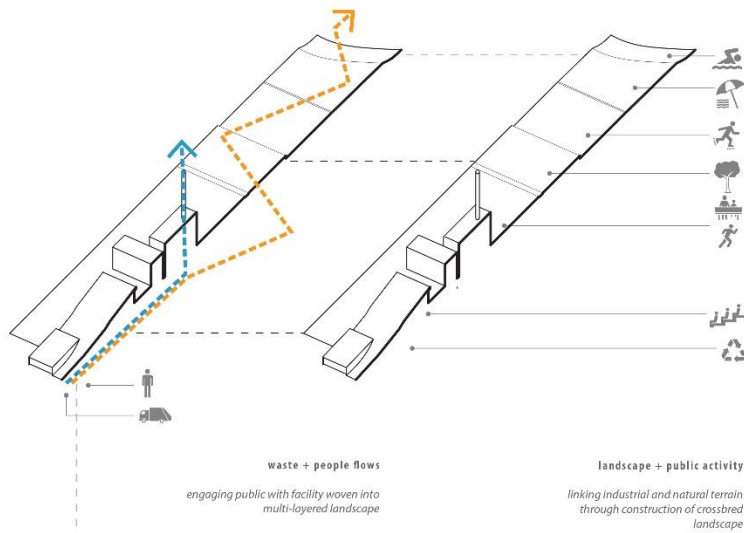 waste + people flows
engaging public with facility woven into
multi-layered landscape
landscape + public activity
linking industrial and natural terrain
through construction of crossbred
landscape